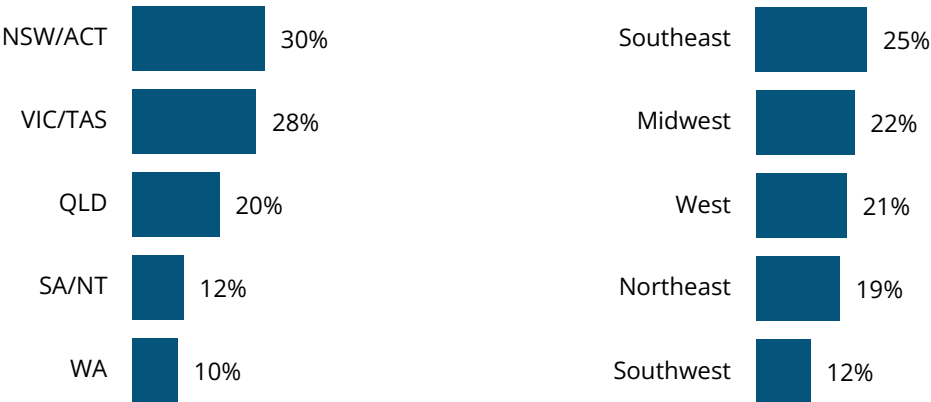 NSW/ACT 30%
VIC/TAS 28%
QLD 20%
SA/NT 12%
WA 10%
Southeast 25%
Midwest 22%
West 21%
Northeast 19%
Southwest 12%